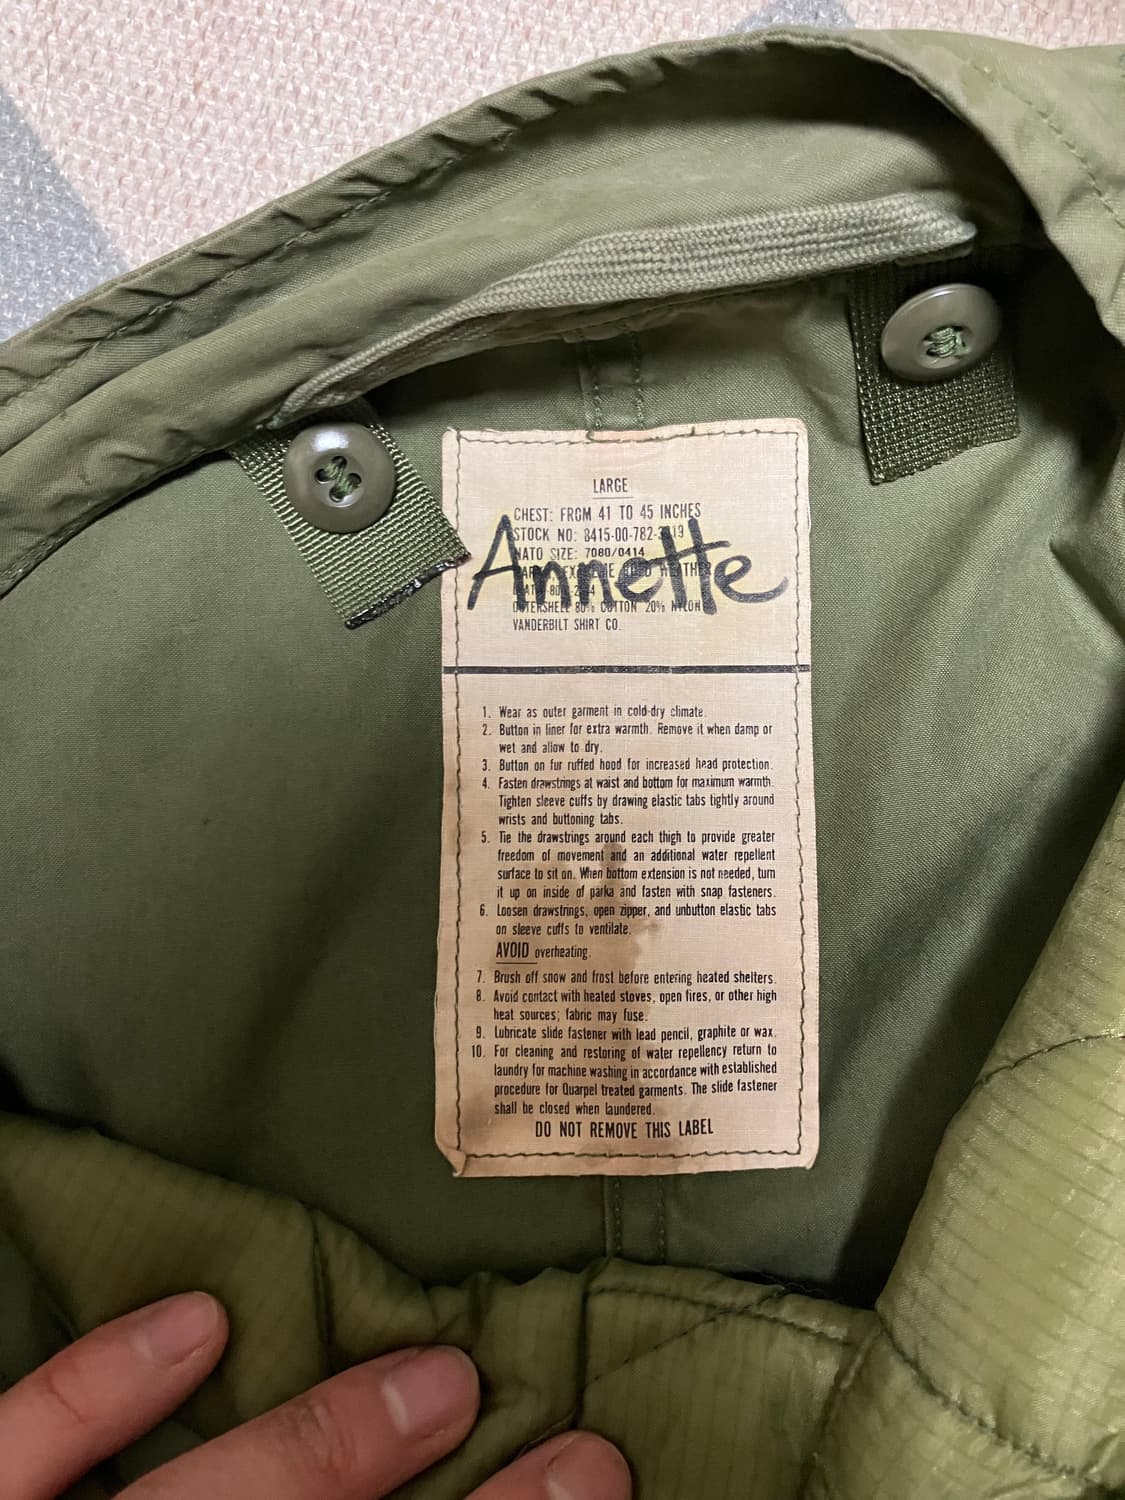 LARGE
CHEST: FROM 41 TO 45 INCHES
STOCK NO: 8415-00-782-3219
NATO SIZE: 7080/0414
Annette
OUTERSHELL 80% COTTON 20% NYLON
VANDERBILT SHIRT CO.
1. Wear as outer garment in cold-dry climate.
2. Button in liner for extra warmth. Remove it when damp or
wet and allow to dry.
3. Button on fur ruffed hood for increased head protection.
4. Fasten drawstrings at waist and bottom for maximum warmth.
Tighten sleeve cuffs by drawing elastic tabs tightly around
wrists and buttoning tabs.
5. Tie the drawstrings around each thigh to provide greater
freedom of movement and an additional water repellent
surface to sit on. When bottom extension is not needed, turn
it up on inside of parka and fasten with snap fasteners.
6. Loosen drawstrings, open zipper, and unbutton elastic tabs
on sleeve cuffs to ventilate.
AVOID overheating.
7. Brush off snow and frost before entering heated shelters.
8. Avoid contact with heated stoves, open fires, or other high
heat sources; fabric may fuse.
9. Lubricate slide fastener with lead pencil, graphite or wax.
10. For cleaning and restoring of water repellency return to
laundry for machine washing in accordance with established
procedure for Quarpel treated garments. The slide fastener
shall be closed when laundered.
DO NOT REMOVE THIS LABEL